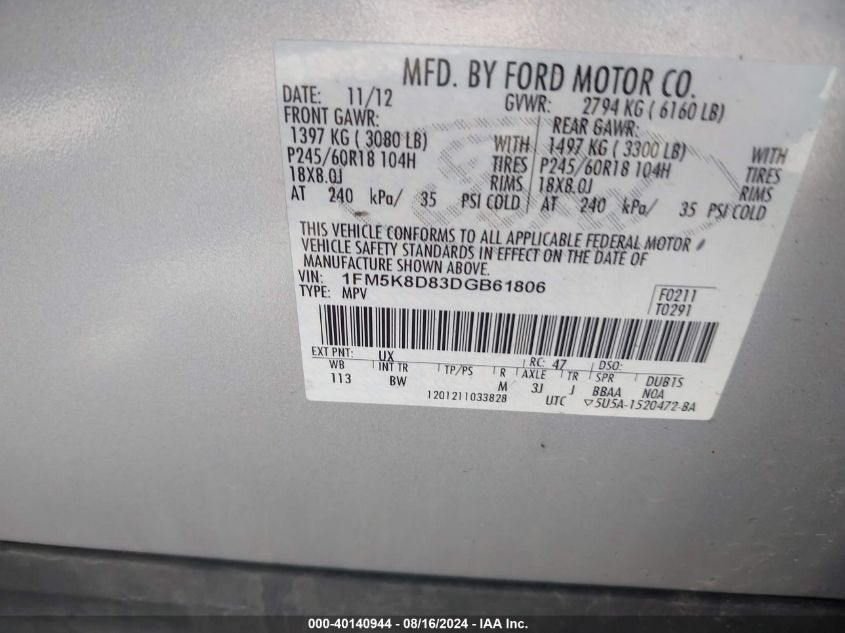 MFD. BY FORD MOTOR CO.
DATE: 11/12 GVWR: 2794 KG ( 6160 LB)
FRONT GAWR: REAR GAWR:
1397 KG ( 3080 LB) WITH 1497 KG ( 3300 LB) WITH
P245/60R18 104H TIRES P245/60R18 104H TIRES
18X8.0J RIMS 18X8.0J RIMS
AT 240 kPa/ 35 PSI COLD AT 240 kPa/ 35 PSI COLD
THIS VEHICLE CONFORMS TO ALL APPLICABLE FEDERAL MOTOR
VEHICLE SAFETY STANDARDS IN EFFECT ON THE DATE OF
MANUFACTURE SHOWN ABOVE.
VIN: 1FM5K8D83DGB61806 F0211
TYPE: MPV T0291
EXT PNT: UX RC: 47 DSO:
WB INT TR TP/PS R AXLE TR SPR DUB1S
113 BW M 3J J BBAA NOA
1201211033828 UTC ▽5U5A-1520472-BA
000-40140944 - 08/16/2024 - IAA Inc.